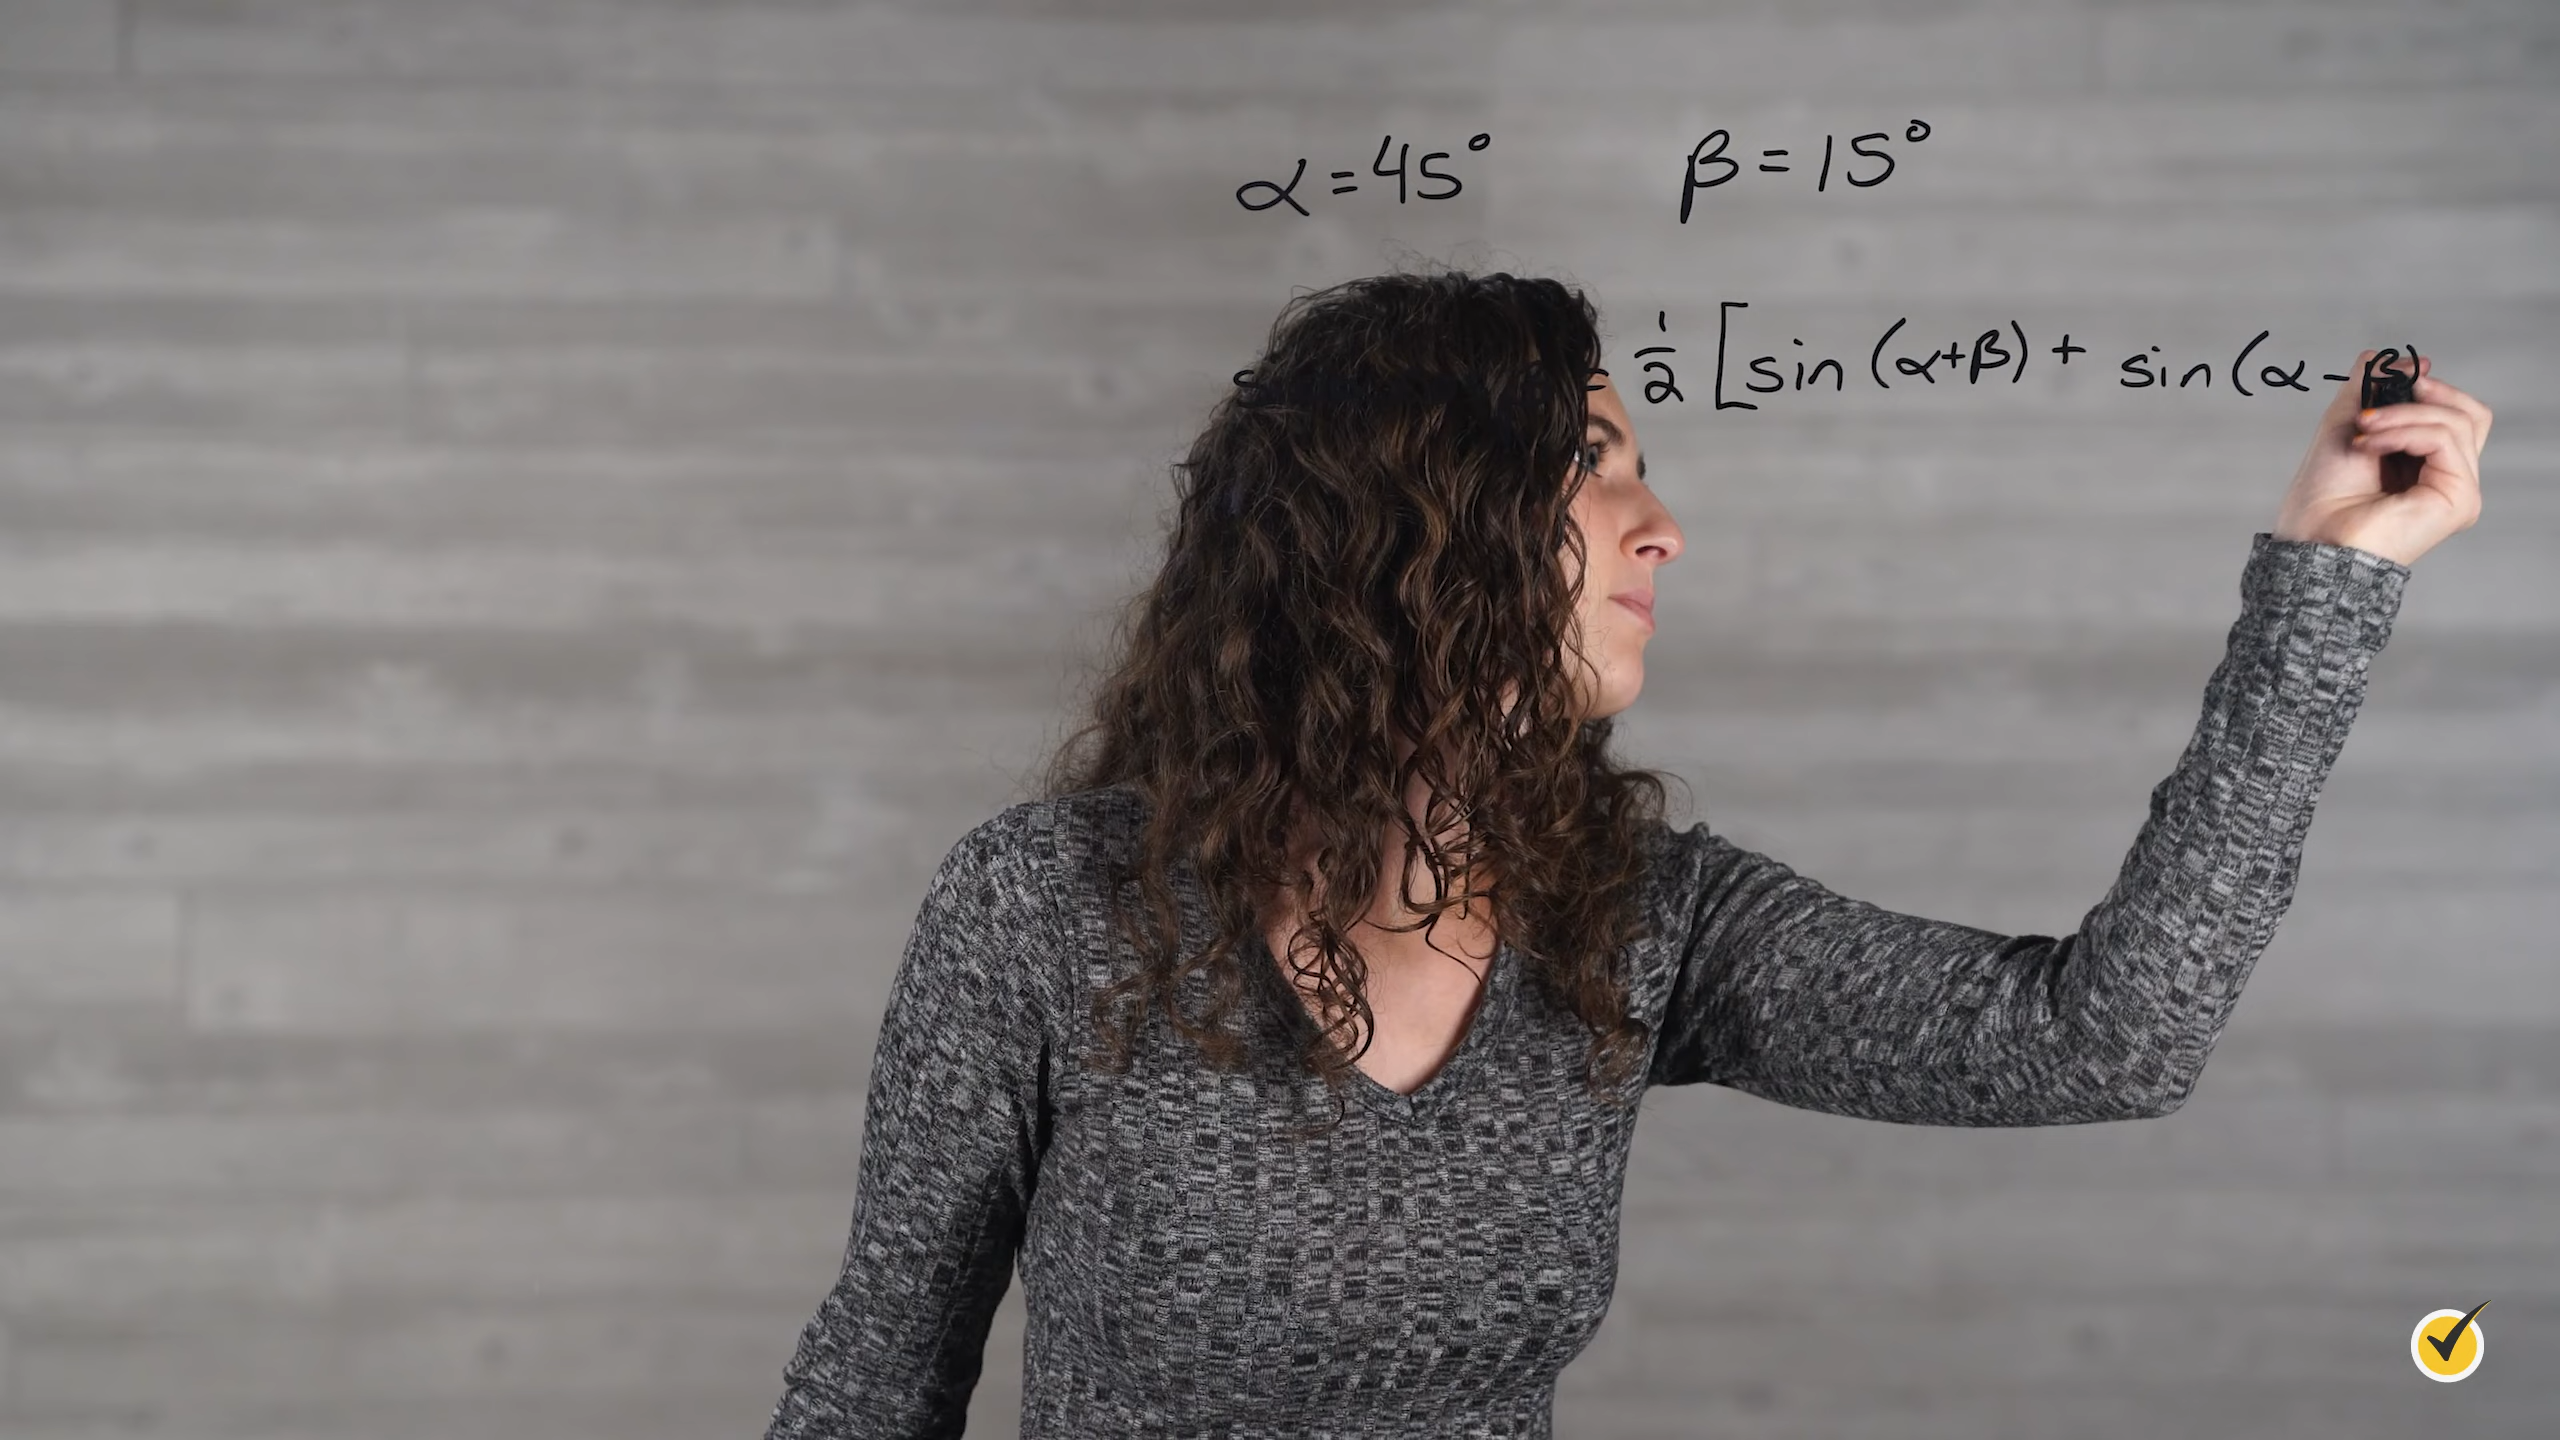 α = 45° β = 15°
= 1/2 [sin (α+β) + sin (α - β)